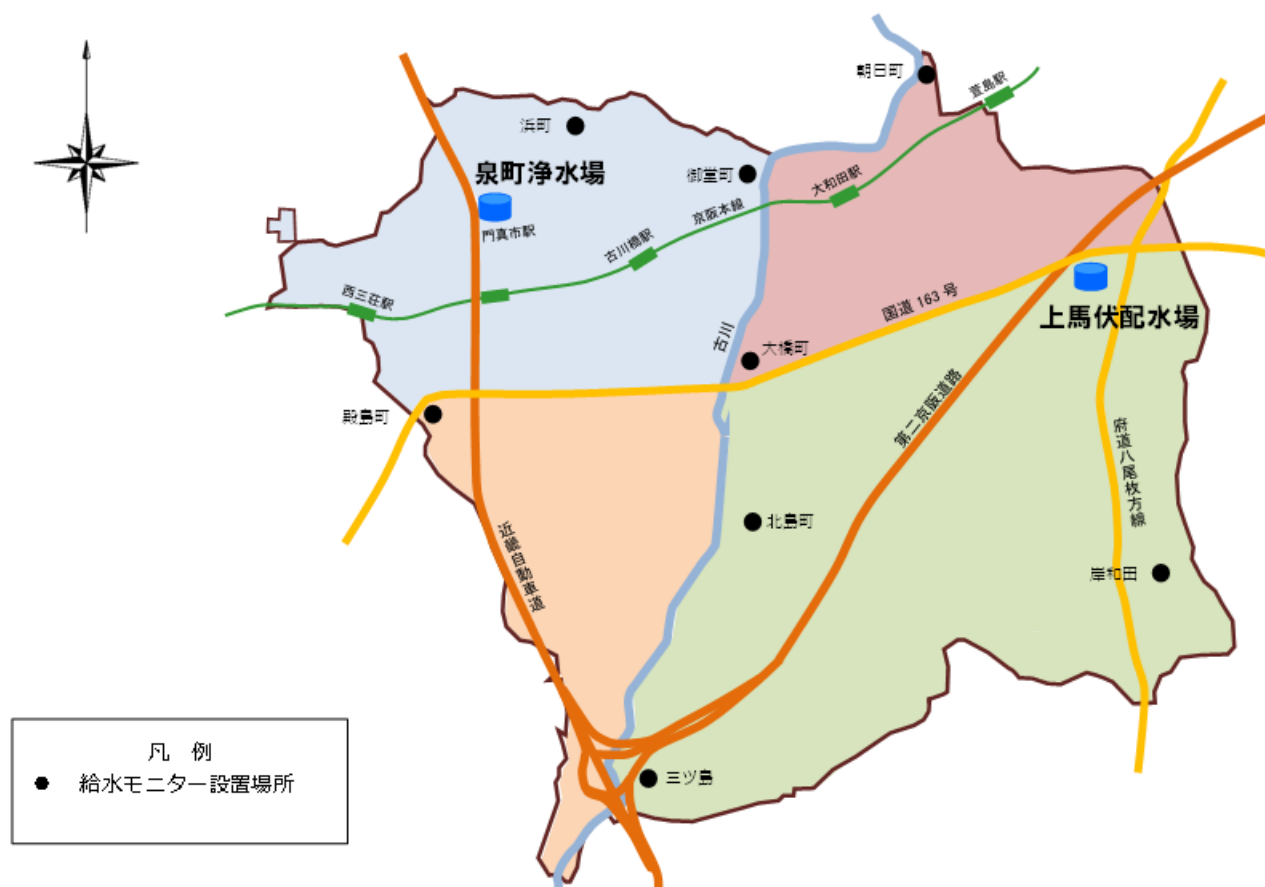 朝日町
萱島駅
浜町
泉町浄水場
御堂町
大和田駅
京阪本線
門真市駅
古川橋駅
西三荘駅
国道 163 号
上馬伏配水場
古川
大橋町
殿島町
第二京阪道路
府道八尾枚方線
北島町
近畿自動車道
岸和田
三ツ島
凡 例
● 給水モニター設置場所